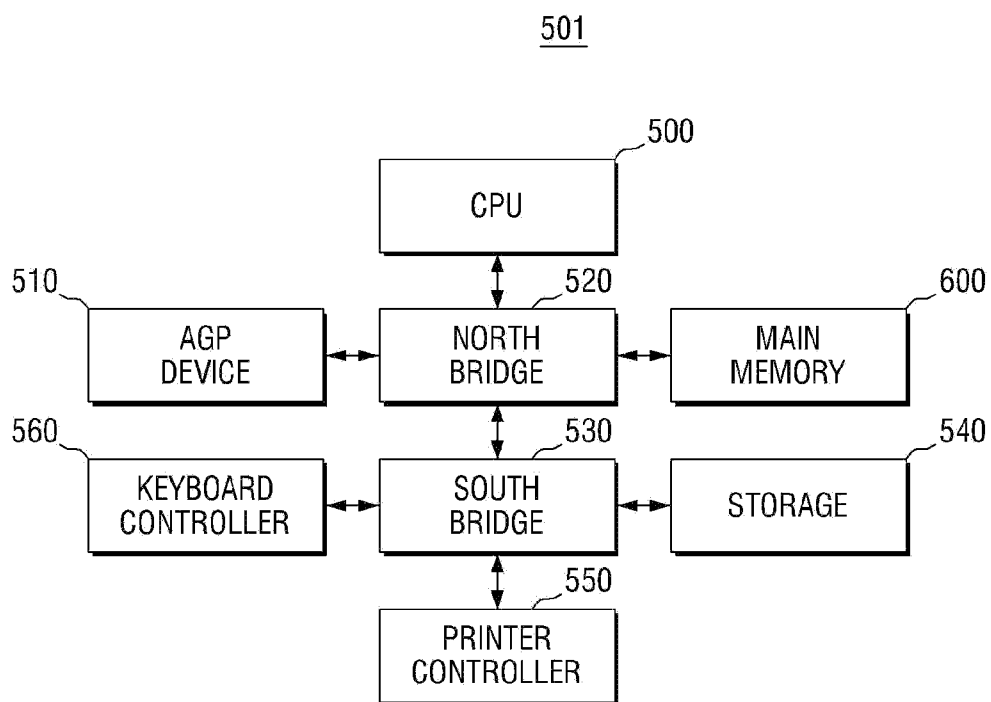 501
500
CPU
510
520
600
AGP
DEVICE
NORTH
BRIDGE
MAIN
MEMORY
560
530
540
KEYBOARD
CONTROLLER
SOUTH
BRIDGE
STORAGE
550
PRINTER
CONTROLLER